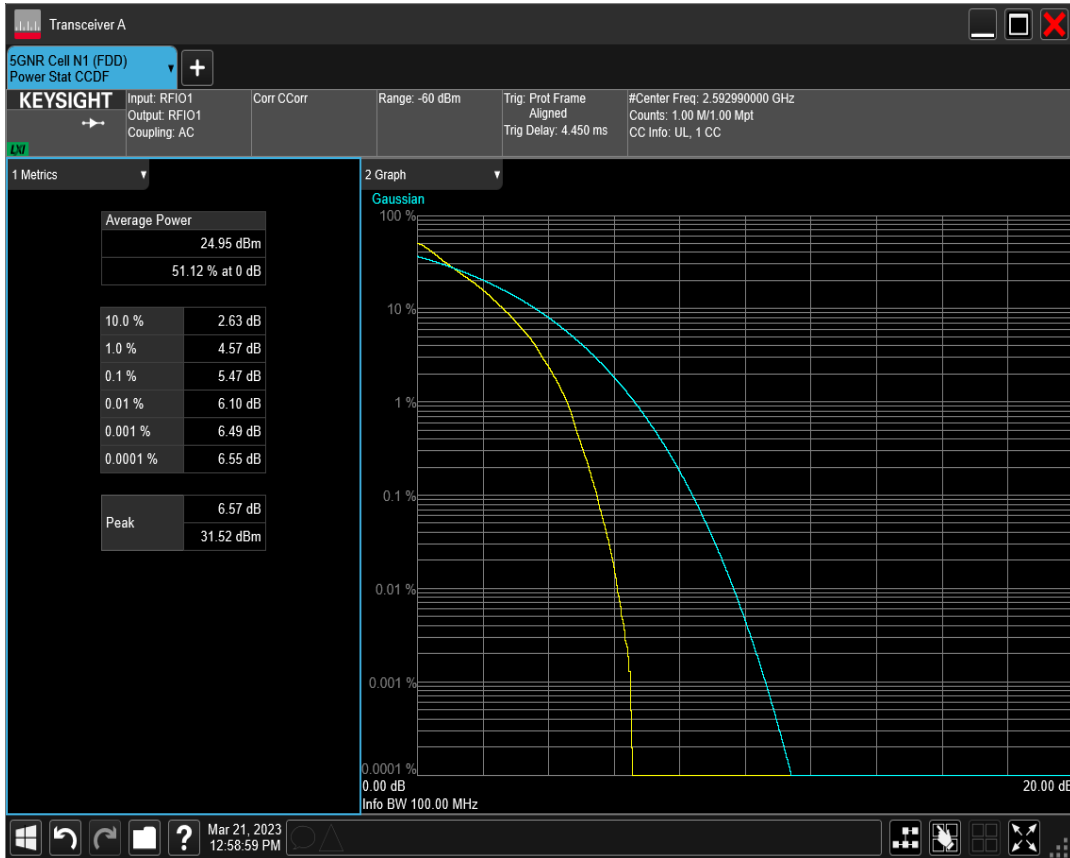 Transceiver A
5GNR Cell N1 (FDD)
Power Stat CCDF
+
KEYSIGHT
LXI
Input: RFIO1
Output: RFIO1
Coupling: AC
Corr CCorr
Range: -60 dBm
Trig: Prot Frame
Aligned
Trig Delay: 4.450 ms
#Center Freq: 2.592990000 GHz
Counts: 1.00 M/1.00 Mpt
CC Info: UL, 1 CC
1 Metrics
Average Power
24.95 dBm
51.12 % at 0 dB
10.0 % 2.63 dB
1.0 % 4.57 dB
0.1 % 5.47 dB
0.01 % 6.10 dB
0.001 % 6.49 dB
0.0001 % 6.55 dB
Peak 6.57 dB
31.52 dBm
2 Graph
Gaussian
100 %
10 %
1 %
0.1 %
0.01 %
0.001 %
0.0001 %
0.00 dB 20.00 dB
Info BW 100.00 MHz
?
Mar 21, 2023
12:58:59 PM